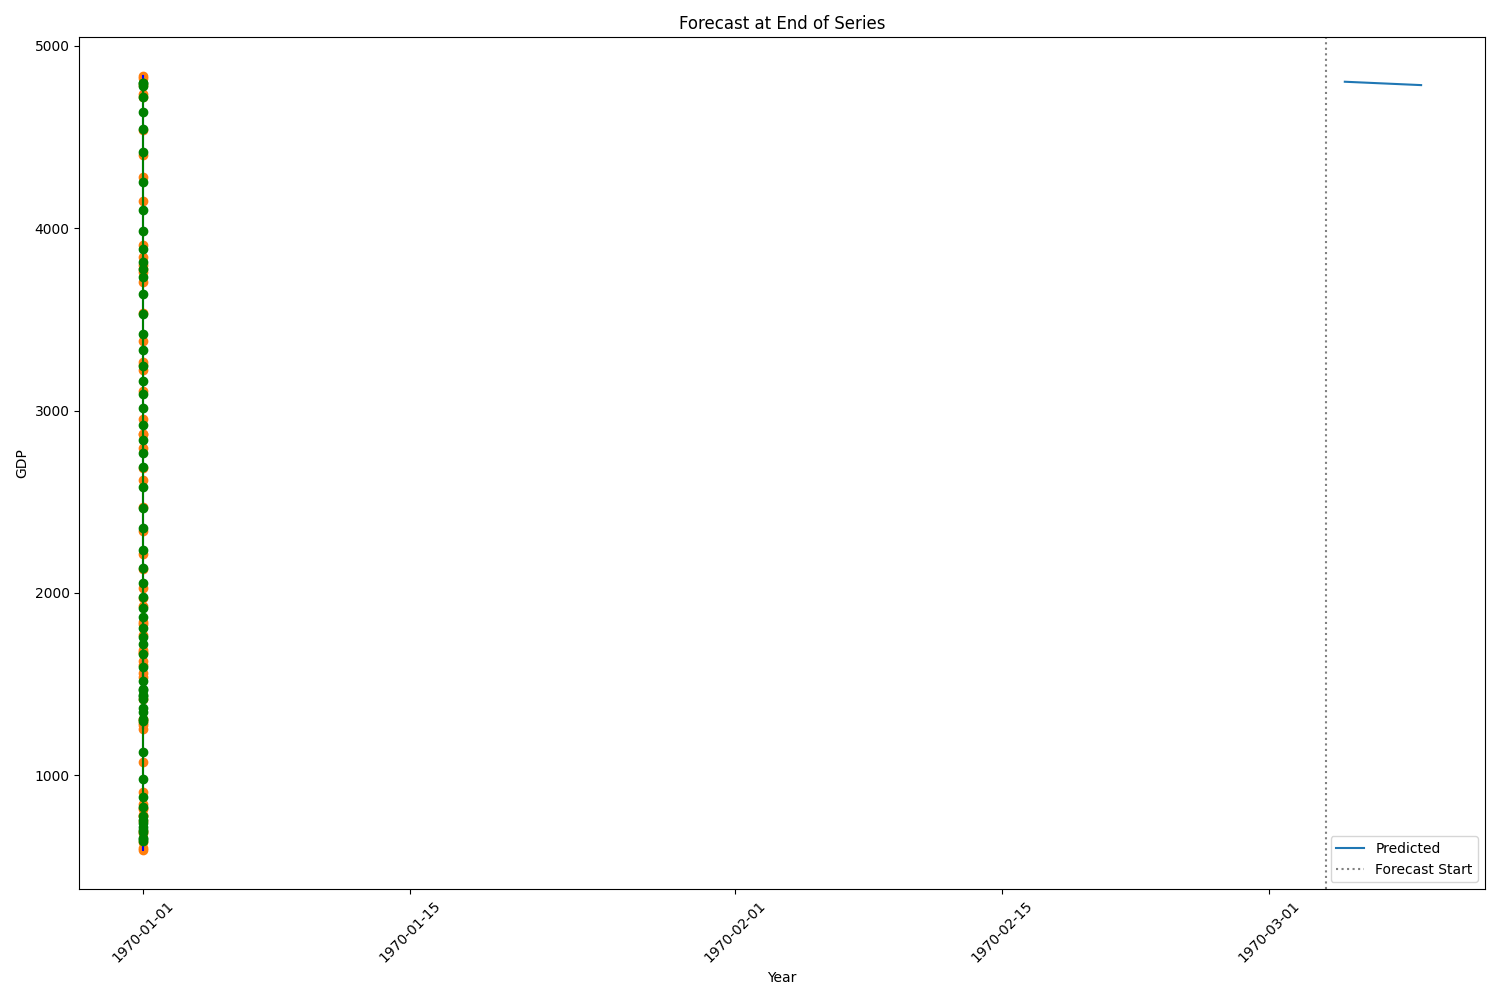 Forecast at End of Series
5000
4000
3000
2000
1000
GDP
Predicted
Forecast Start
1970-01-01
1970-01-15
1970-02-01
1970-02-15
1970-03-01
Year